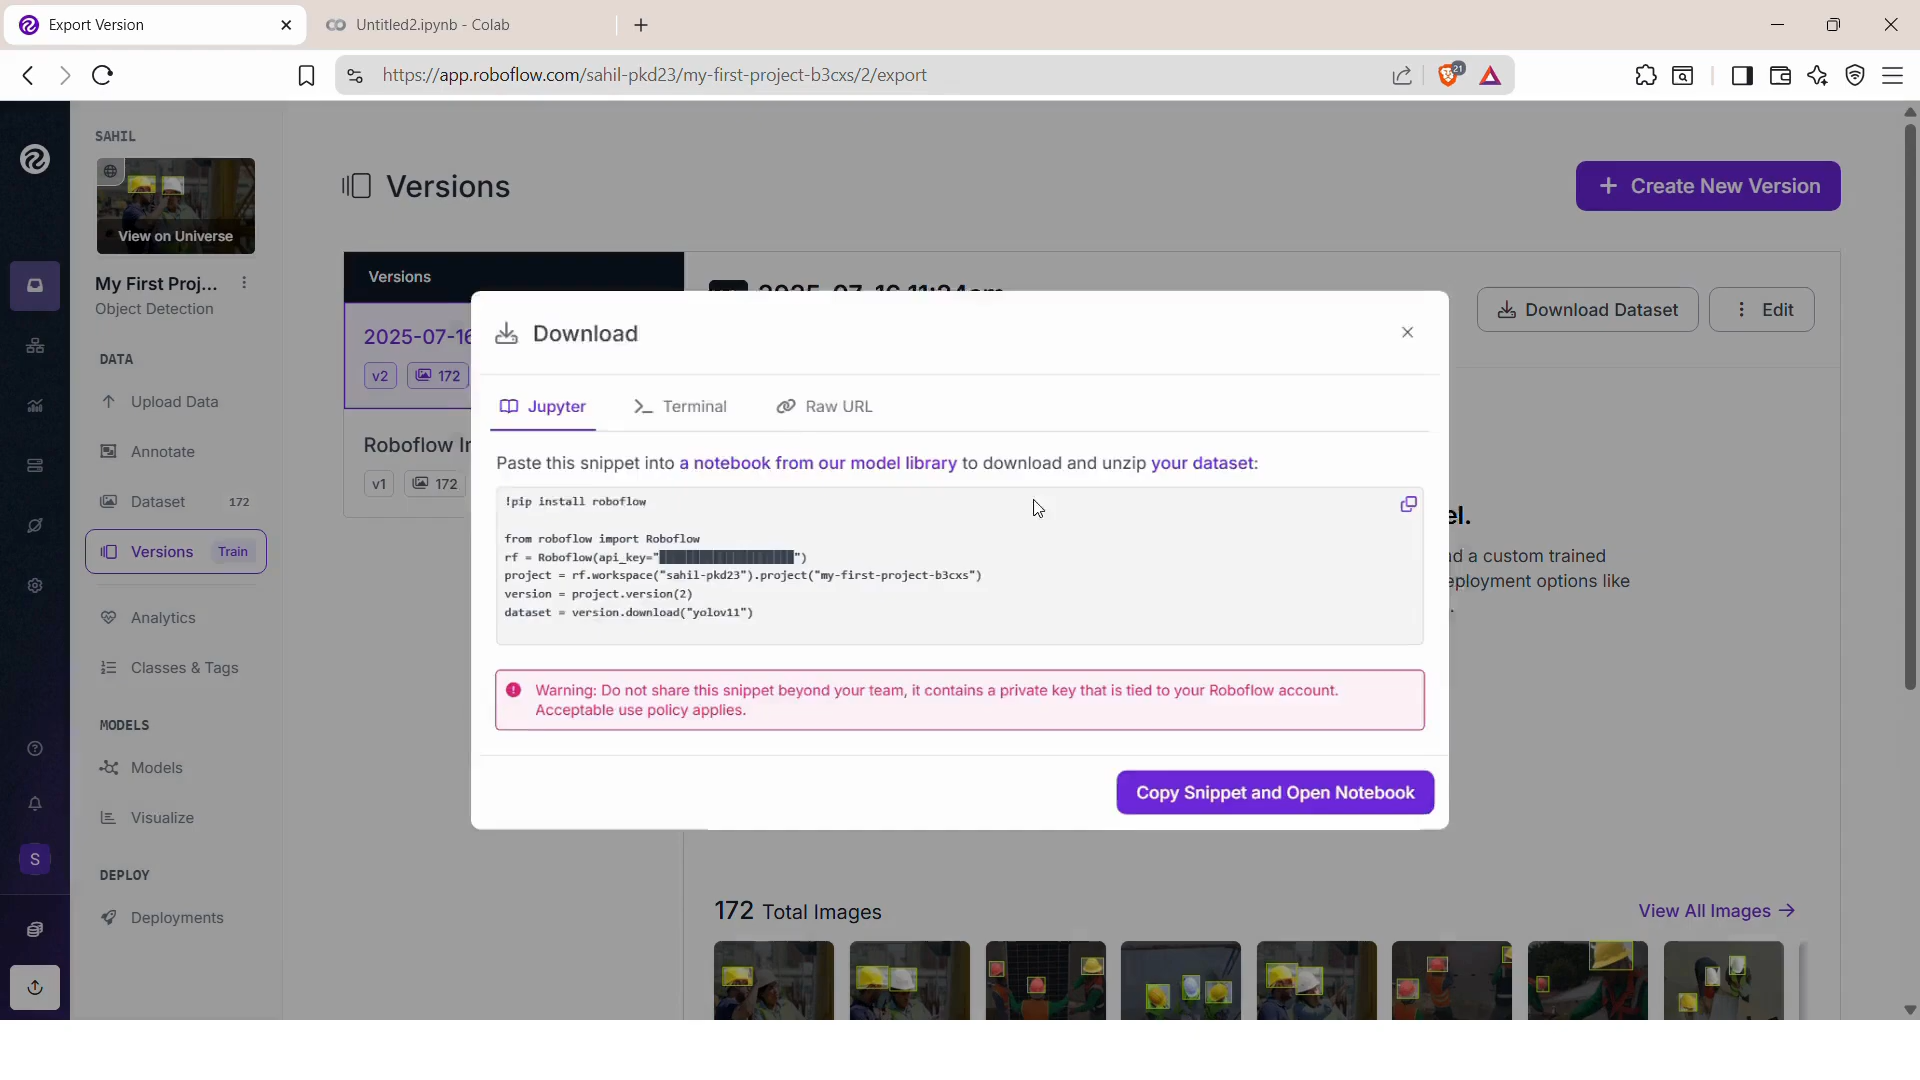 Export Version
Untitled2.ipynb - Colab
https://app.roboflow.com/sahil-pkd23/my-first-project-b3cxs/2/export
21
SAHIL
View on Universe
My First Proj...
Object Detection
DATA
Upload Data
Annotate
Dataset 172
Versions Train
Analytics
Classes & Tags
MODELS
Models
Visualize
DEPLOY
Deployments
S
Versions
+ Create New Version
Versions
2025-07-16
v2 172
v1 172
Download Dataset
Edit
Download
Jupyter
Terminal
Raw URL
Paste this snippet into a notebook from our model library to download and unzip your dataset:
!pip install roboflow
from roboflow import Roboflow
rf = Roboflow(api_key="")
project = rf.workspace("sahil-pkd23").project("my-first-project-b3cxs")
version = project.version(2)
dataset = version.download("yolov11")
Warning: Do not share this snippet beyond your team, it contains a private key that is tied to your Roboflow account.
Acceptable use policy applies.
Copy Snippet and Open Notebook
custom trained
options like
172 Total Images
View All Images